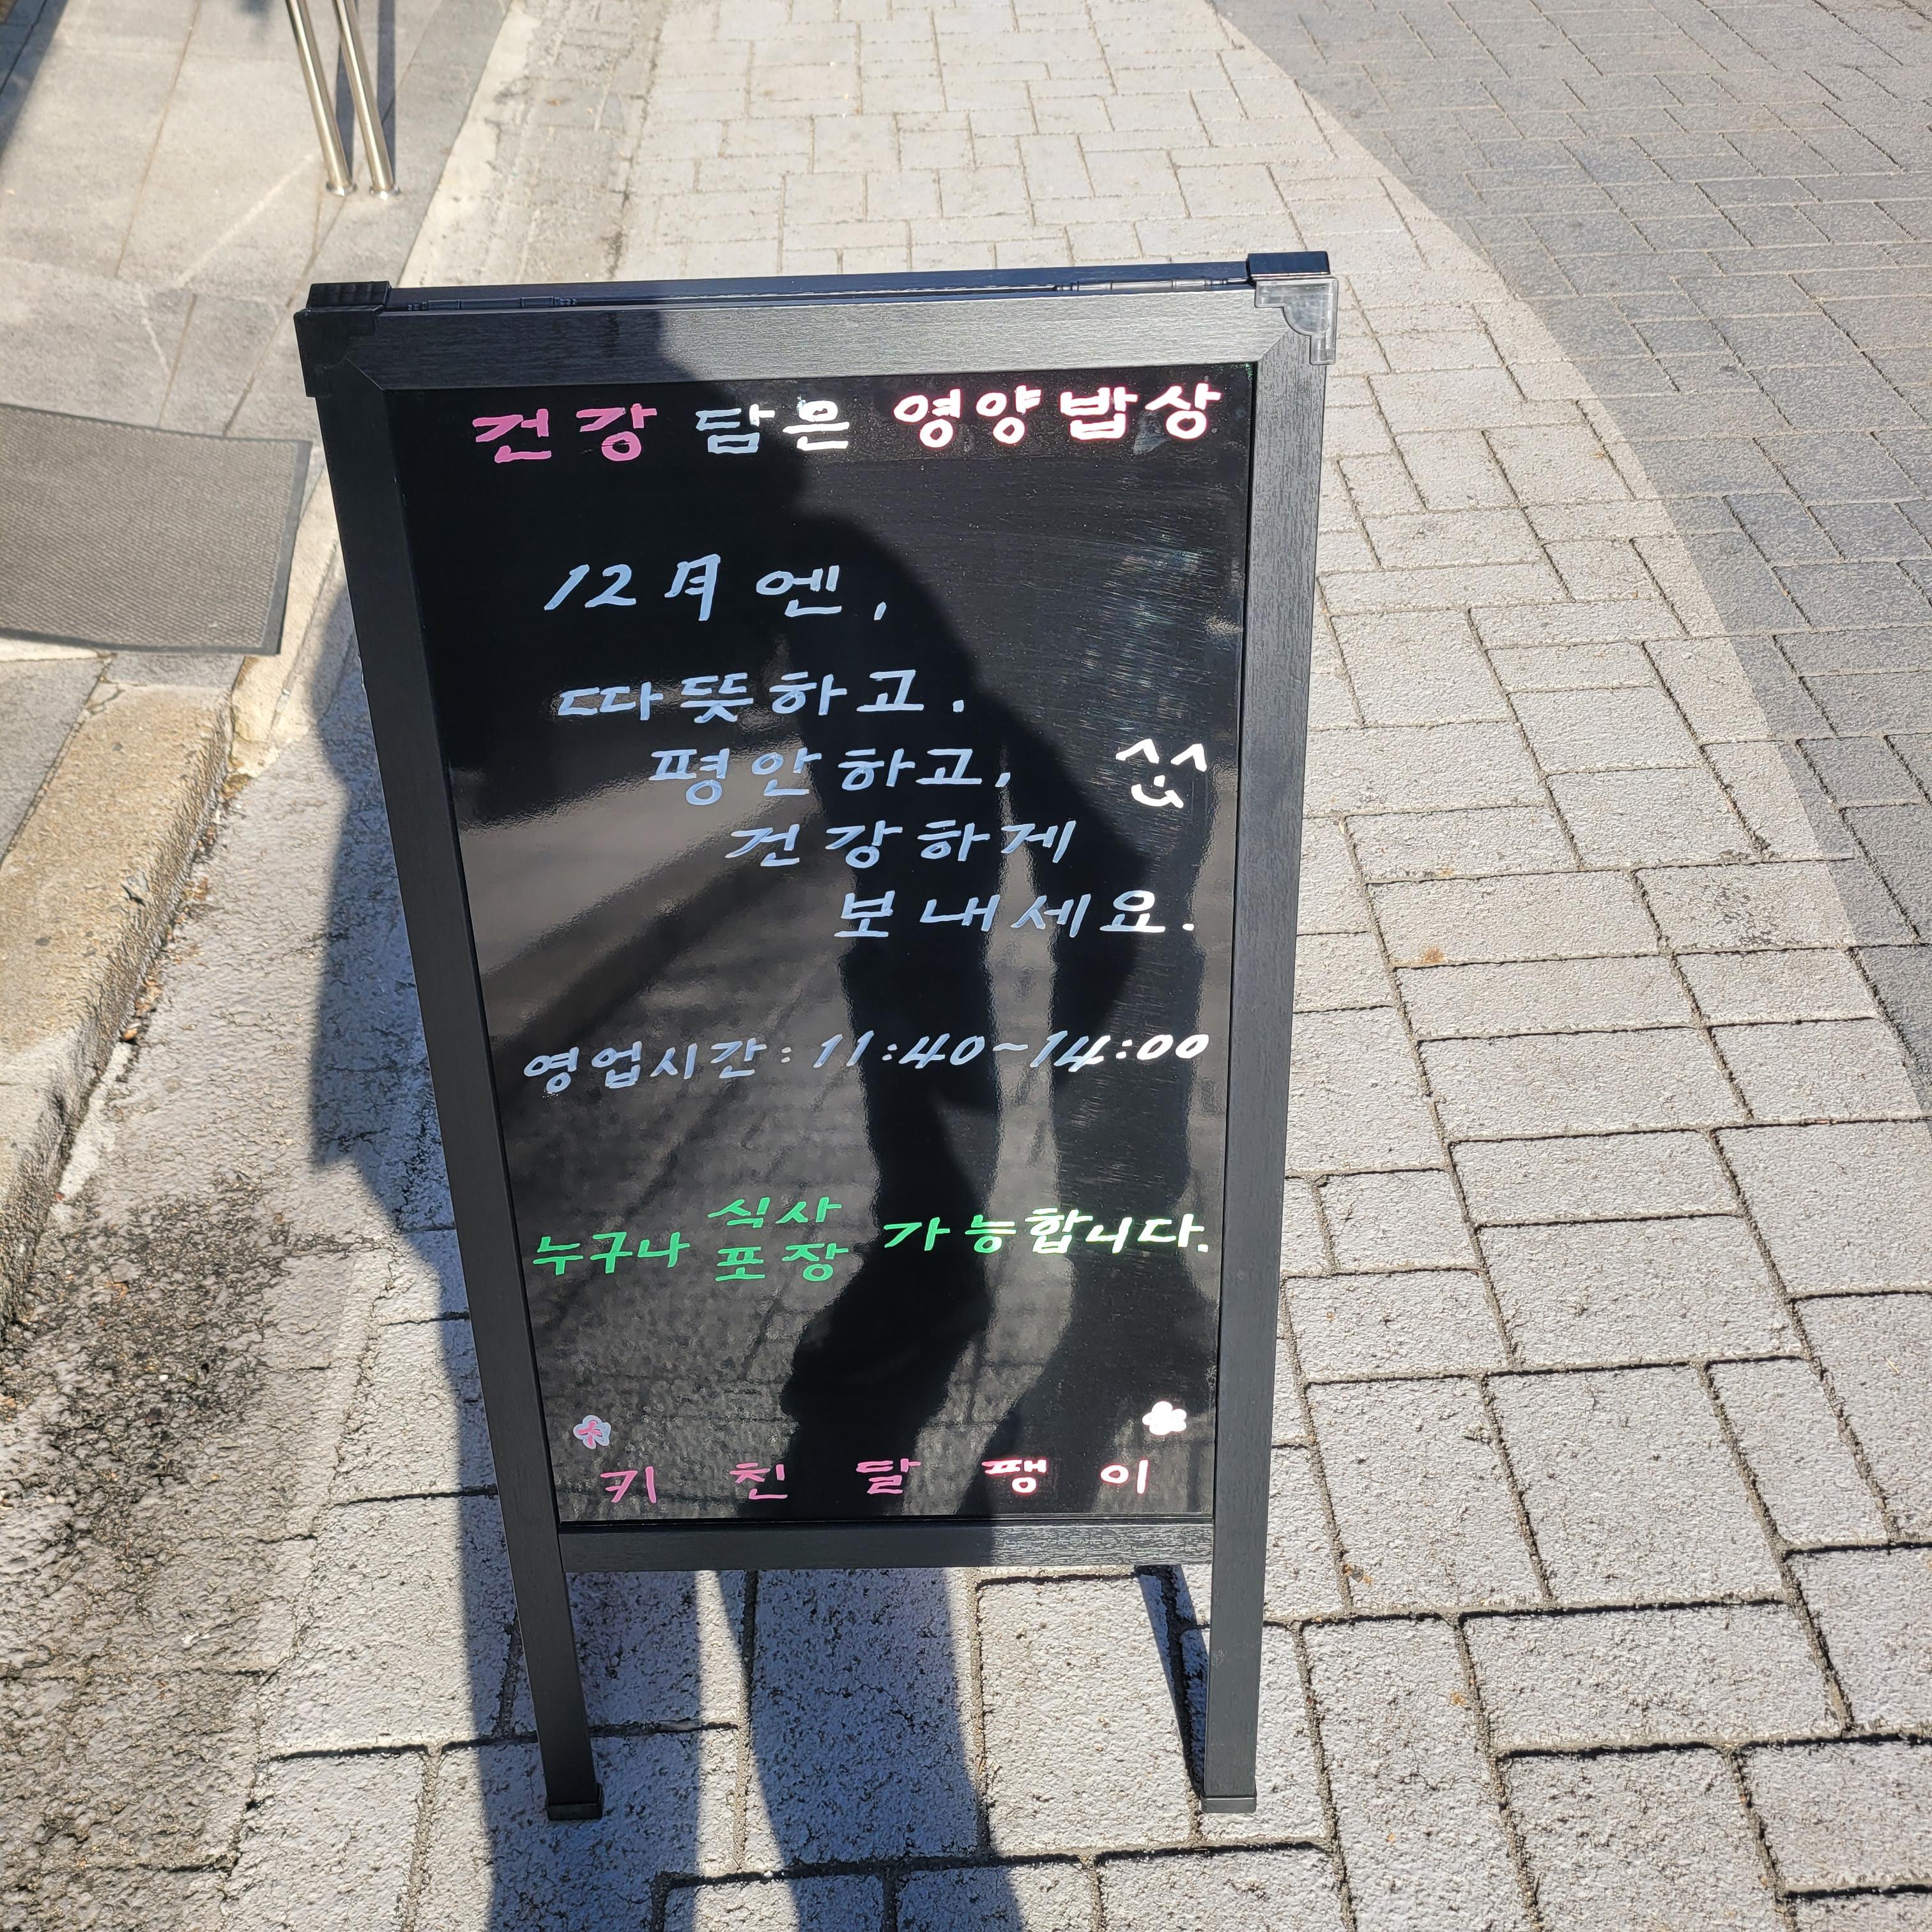 건강 담은 영양밥상
12月엔,
따뜻하고.
평안하고,
건강하게
보내세요.
영업시간: 11:40~14:00
누구나 식사 포장 가능합니다.
키친달팽이